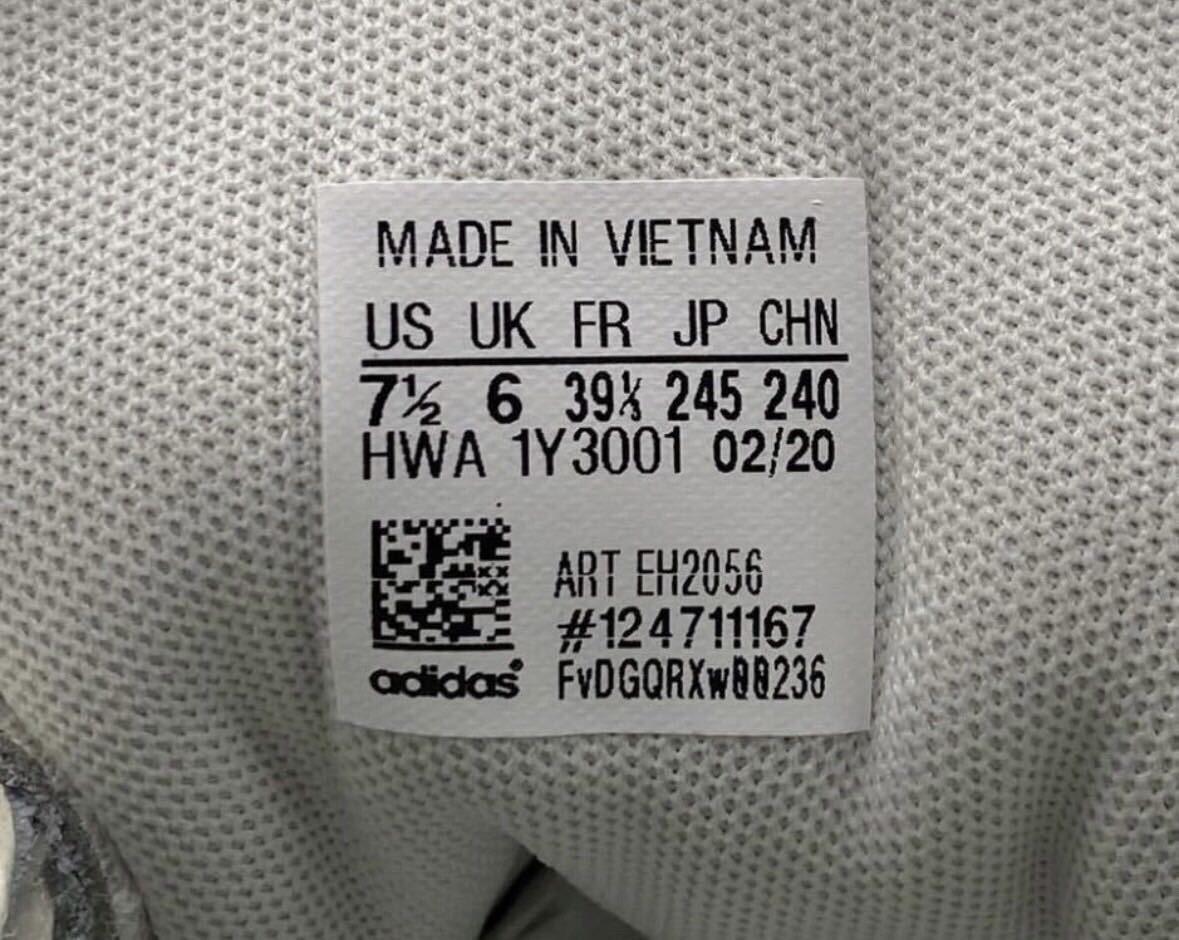 MADE IN VIETNAM
US UK FR JP CHN
7½ 6 39⅓ 245 240
HWA 1Y3001 02/20
ART EH2056
#124711167
adidas® FvDGQRXw00236